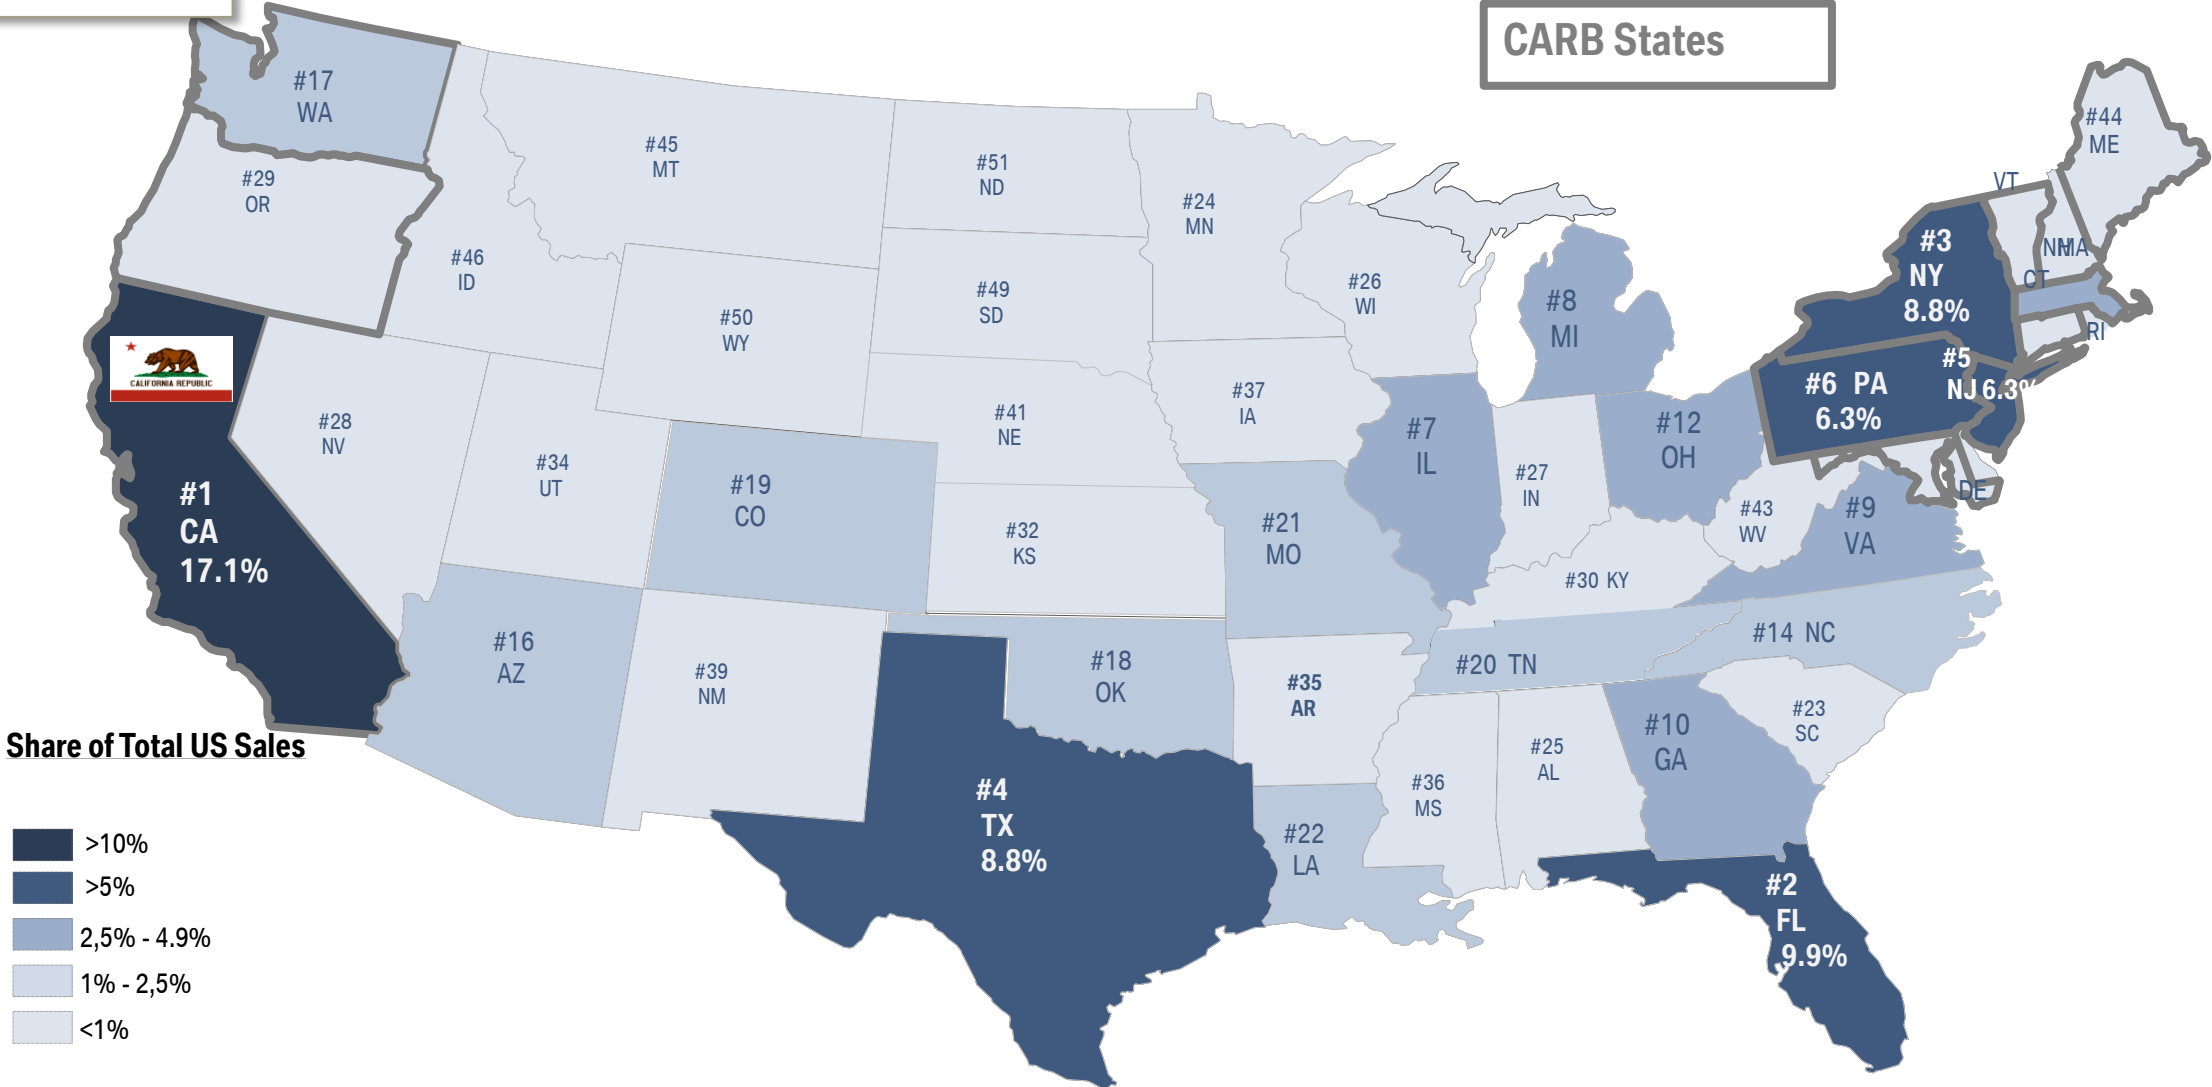 CARB States
#17
WA
#29
OR
#45
MT
#51
ND
#24
MN
#44
ME
VT
NH
MA
CT
RI
#3
NY
8.8%
#46
ID
#50
WY
#49
SD
#26
WI
#8
MI
#5
NJ 6.3%
#6 PA
6.3%
CALIFORNIA REPUBLIC
#28
NV
#34
UT
#41
NE
#37
IA
#7
IL
#27
IN
#12
OH
DE
#1
CA
17.1%
#19
CO
#32
KS
#21
MO
#43
WV
#9
VA
#30 KY
#16
AZ
#39
NM
#18
OK
#35
AR
#20 TN
#14 NC
#23
SC
#10
GA
#25
AL
#36
MS
#4
TX
8.8%
#22
LA
#2
FL
9.9%
Share of Total US Sales
>10%
>5%
2,5% - 4.9%
1% - 2,5%
<1%